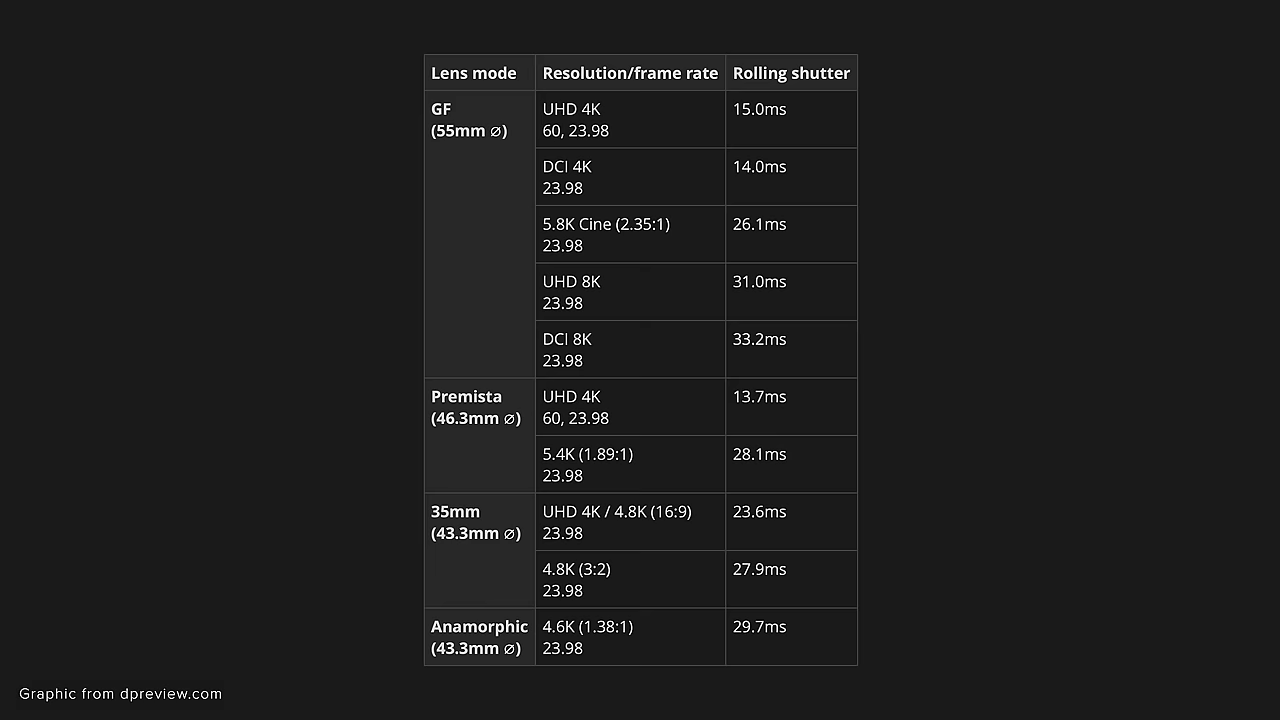 Lens mode Resolution/frame rate Rolling shutter
GF UHD 4K 15.0ms
(55mm ∅) 60, 23.98
DCI 4K 14.0ms
23.98
5.8K Cine (2.35:1) 26.1ms
23.98
UHD 8K 31.0ms
23.98
DCI 8K 33.2ms
23.98
Premista UHD 4K 13.7ms
(46.3mm ∅) 60, 23.98
5.4K (1.89:1) 28.1ms
23.98
35mm UHD 4K / 4.8K (16:9) 23.6ms
(43.3mm ∅) 23.98
4.8K (3:2) 27.9ms
23.98
Anamorphic 4.6K (1.38:1) 29.7ms
(43.3mm ∅) 23.98
Graphic from dpreview.com